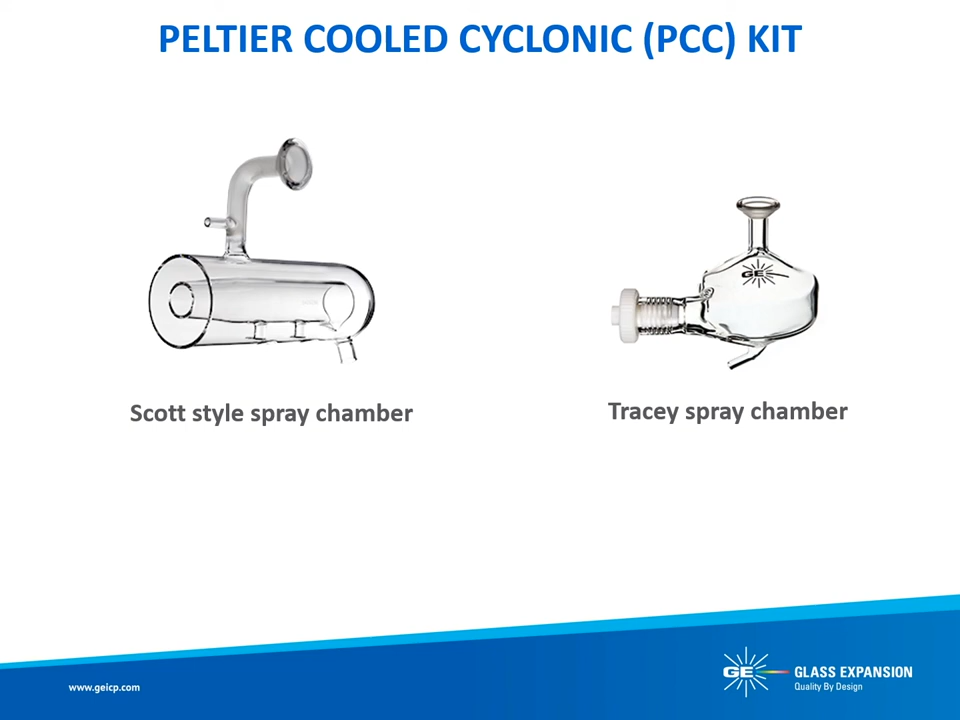 PELTIER COOLED CYCLONIC (PCC) KIT
GE
Scott style spray chamber
Tracey spray chamber
www.geicp.com
GE
GLASS EXPANSION
Quality By Design